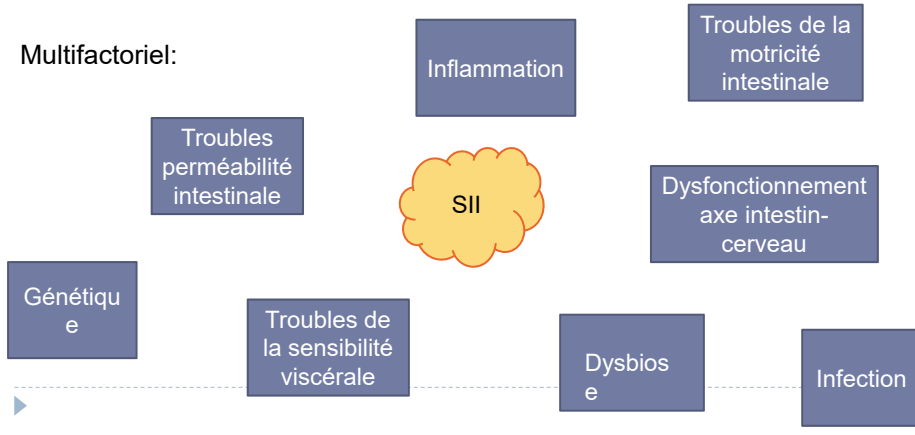 Multifactoriel:
Inflammation
Troubles de la
motricité
intestinale
Troubles
perméabilité
intestinale
SII
Dysfonctionnement
axe intestin-
cerveau
Génétiqu
e
Troubles de
la sensibilité
viscérale
Dysbios
e
Infection